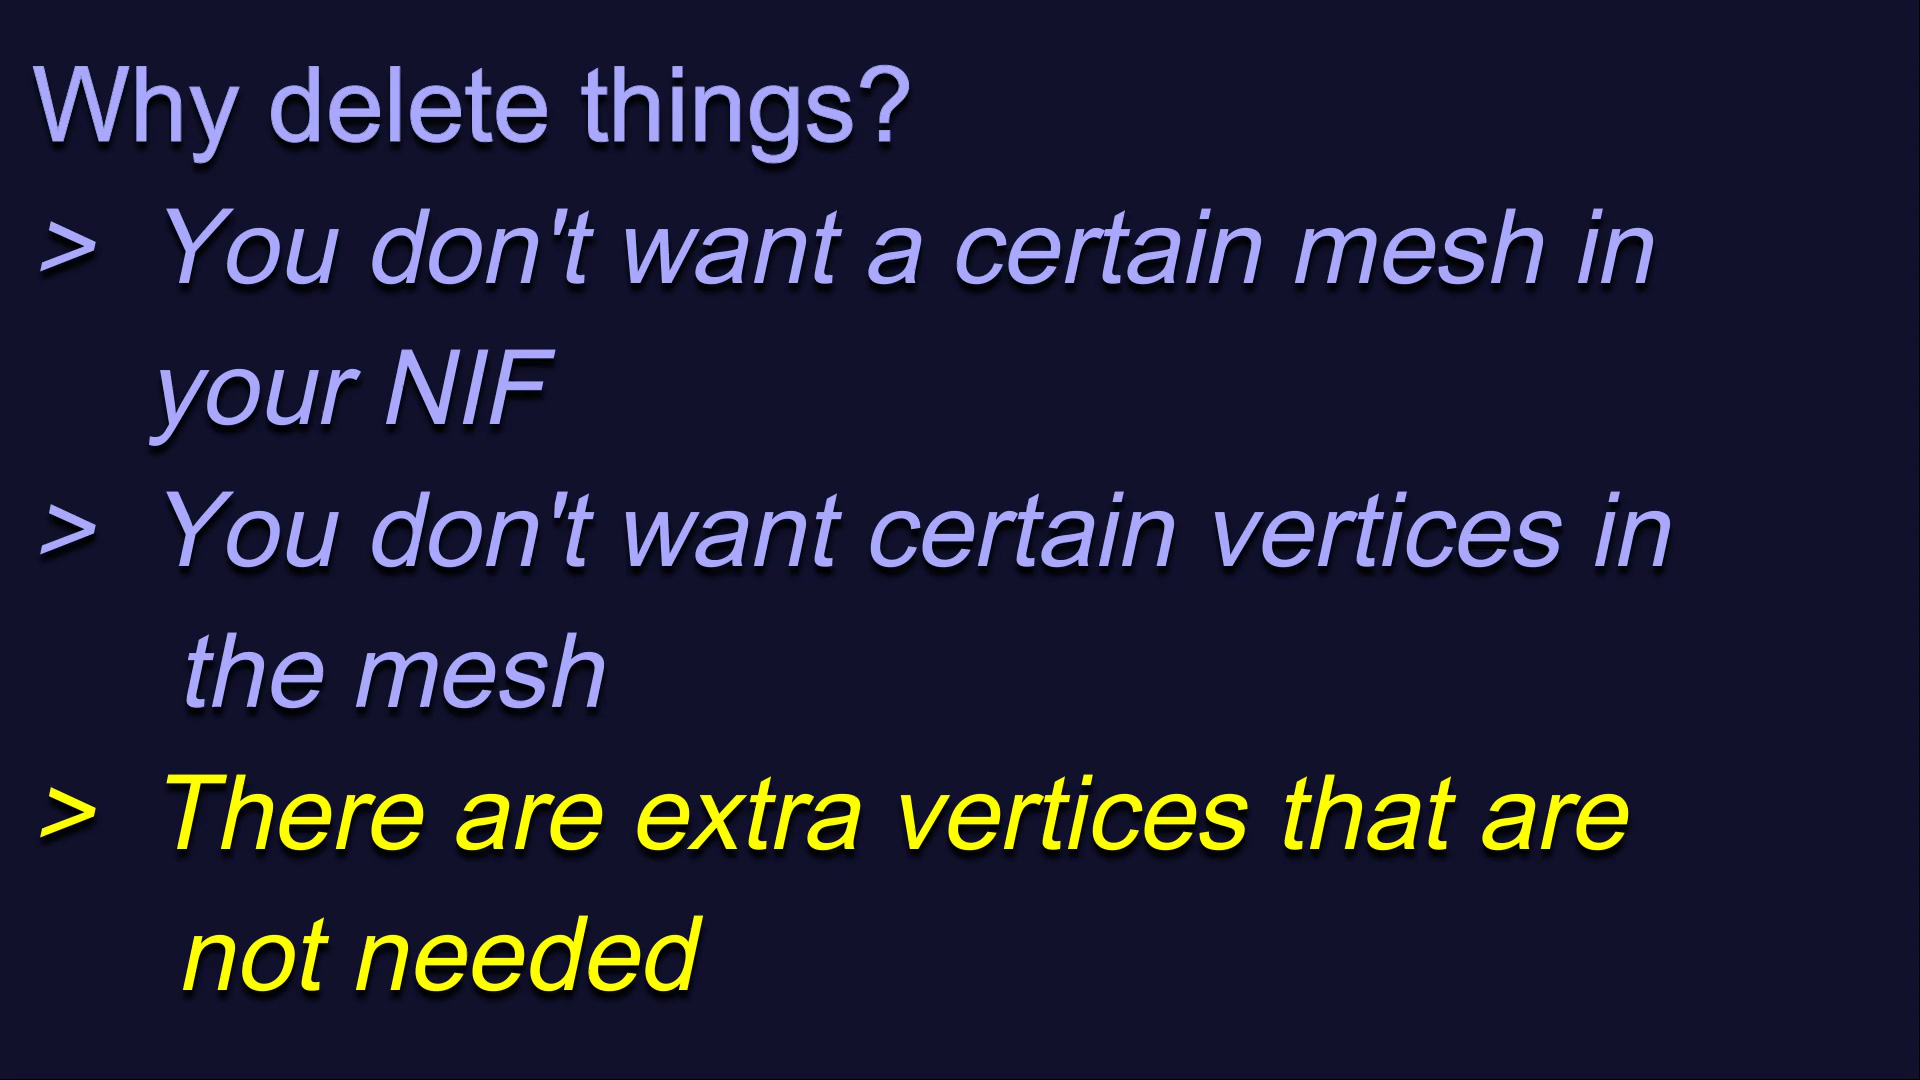 Why delete things?
> You don't want a certain mesh in
your NIF
> You don't want certain vertices in
the mesh
> There are extra vertices that are
not needed